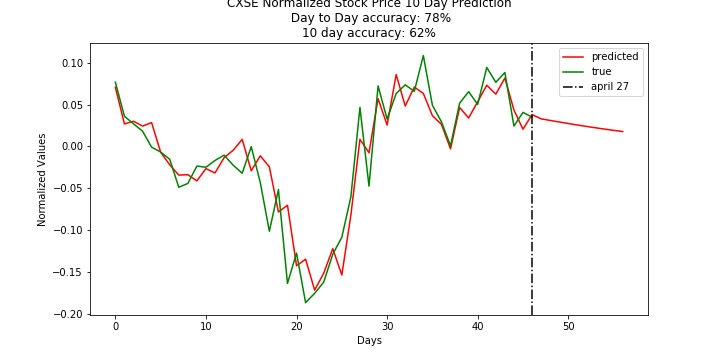 CXSE Normalized Stock Price 10 Day Prediction
Day to Day accuracy: 78%
10 day accuracy: 62%
predicted
true
april 27
Normalized Values
0.10
0.05
0.00
−0.05
−0.10
−0.15
−0.20
0 10 20 30 40 50
Days